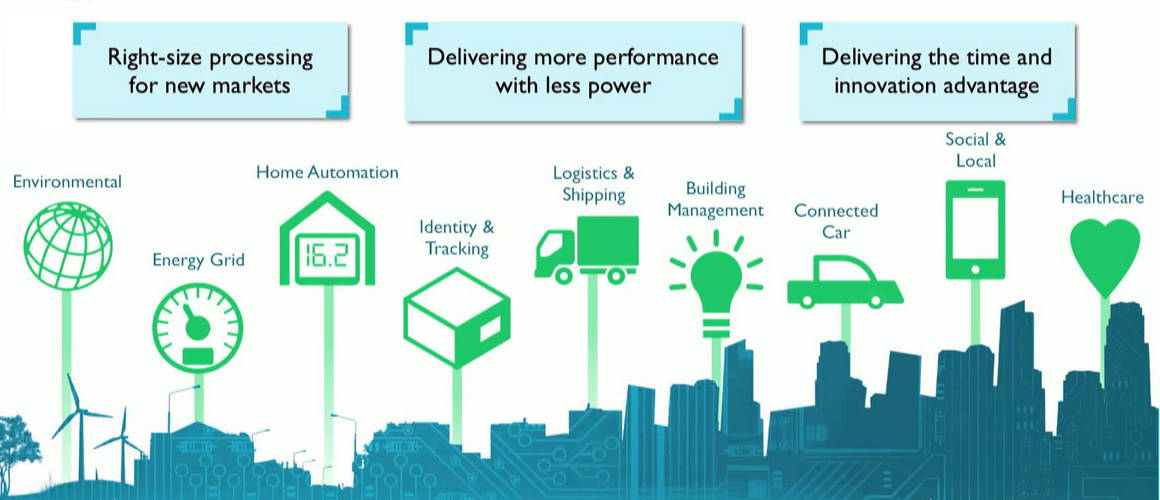 Right-size processing
for new markets
Delivering more performance
with less power
Delivering the time and
innovation advantage
Environmental
Energy Grid
Home Automation
16.2
Identity &
Tracking
Logistics &
Shipping
Building
Management
Connected
Car
Social &
Local
Healthcare